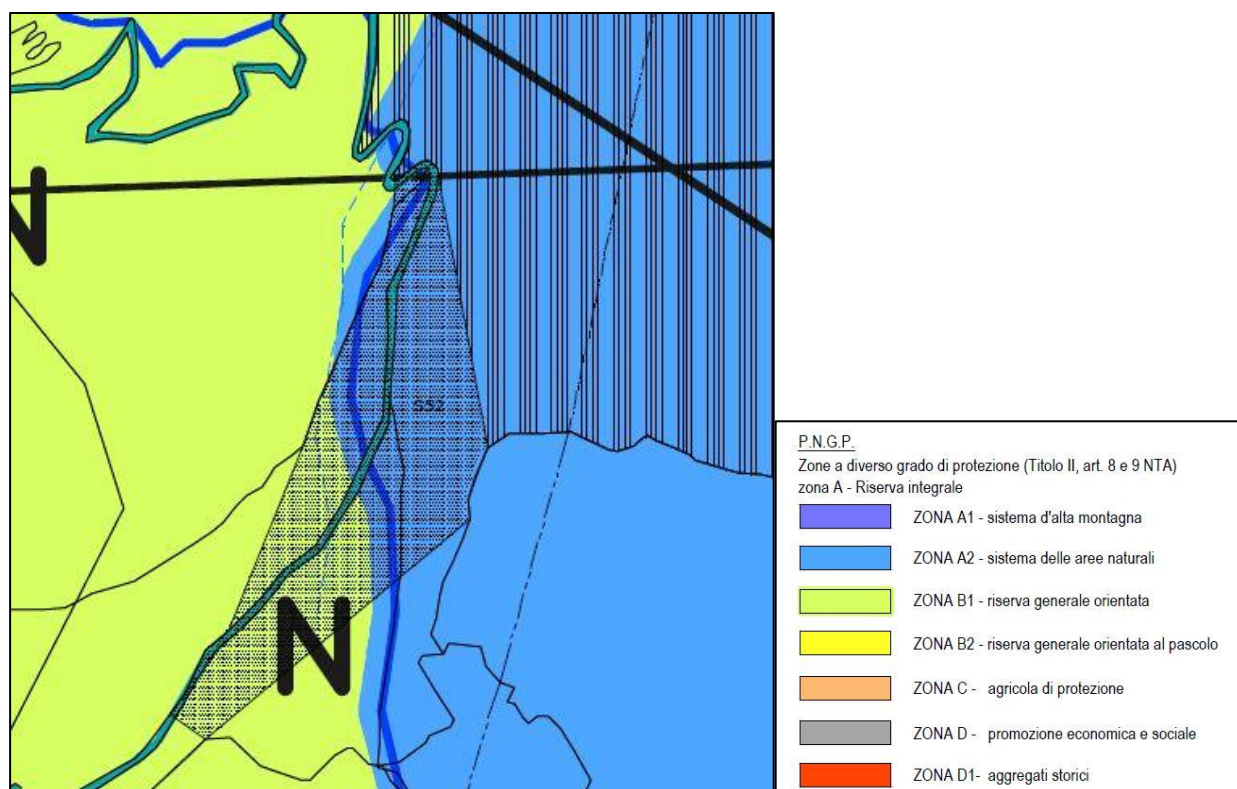 N
S52
N
P.N.G.P.
Zone a diverso grado di protezione (Titolo II, art. 8 e 9 NTA)
zona A - Riserva integrale
ZONA A1 - sistema d'alta montagna
ZONA A2 - sistema delle aree naturali
ZONA B1 - riserva generale orientata
ZONA B2 - riserva generale orientata al pascolo
ZONA C - agricola di protezione
ZONA D - promozione economica e sociale
ZONA D1- aggregati storici